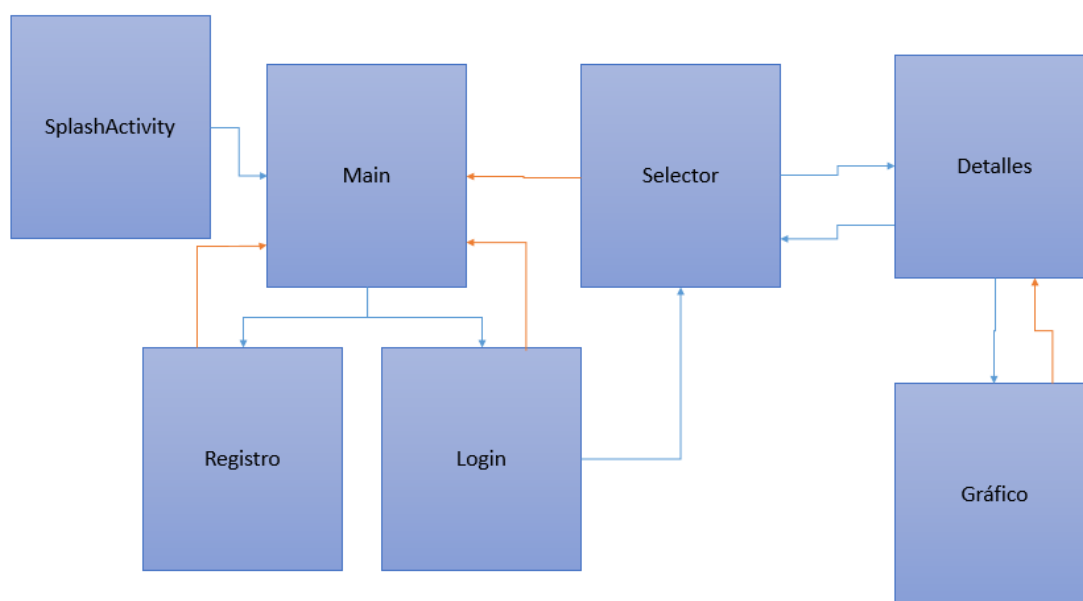 SplashActivity
Main
Selector
Detalles
Registro
Login
Gráfico